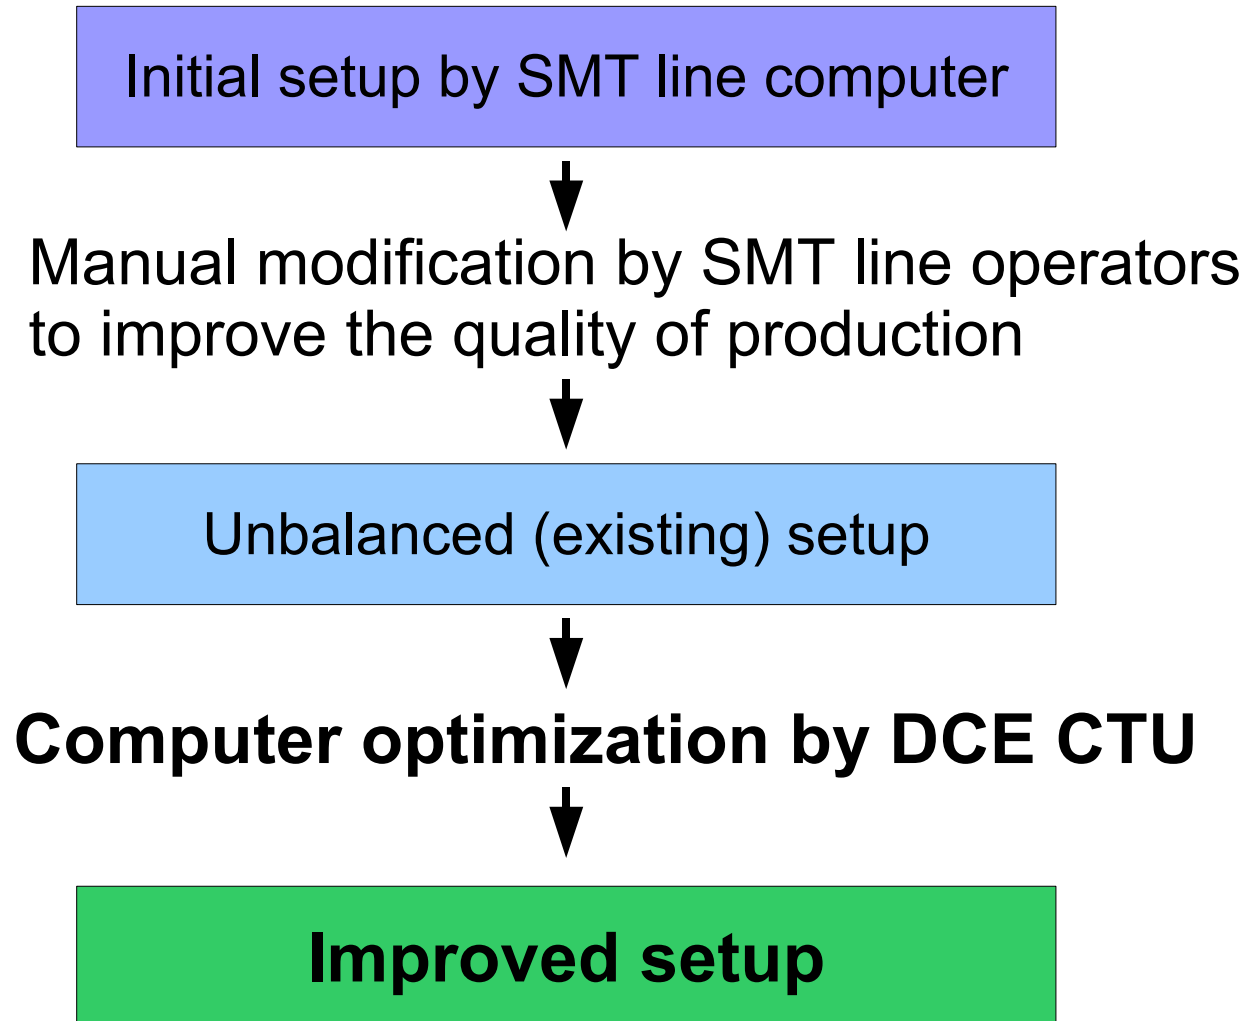 Initial setup by SMT line computer
Manual modification by SMT line operators
to improve the quality of production
Unbalanced (existing) setup
Computer optimization by DCE CTU
Improved setup